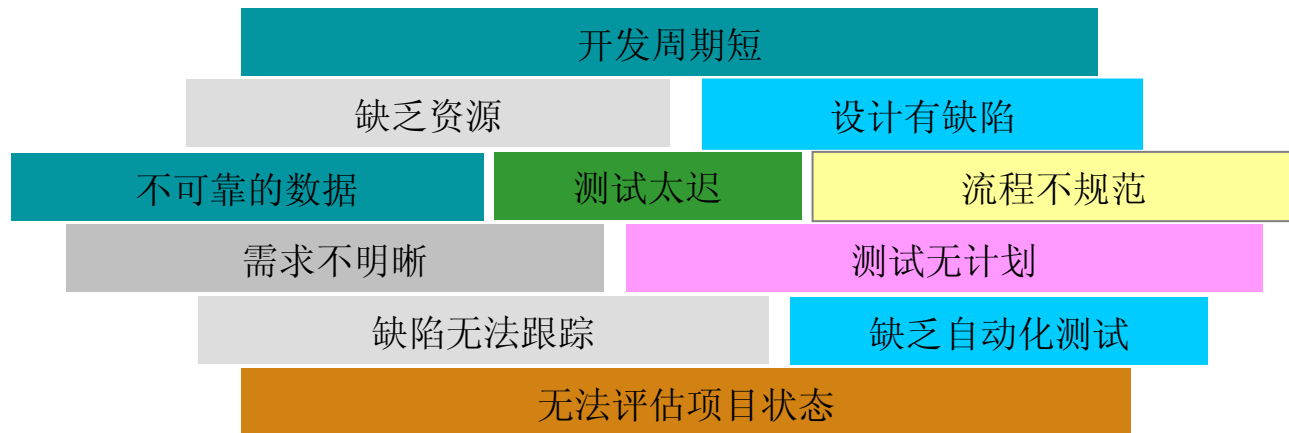 开发周期短
缺乏资源
设计有缺陷
不可靠的数据
测试太迟
流程不规范
需求不明晰
测试无计划
缺陷无法跟踪
缺乏自动化测试
无法评估项目状态